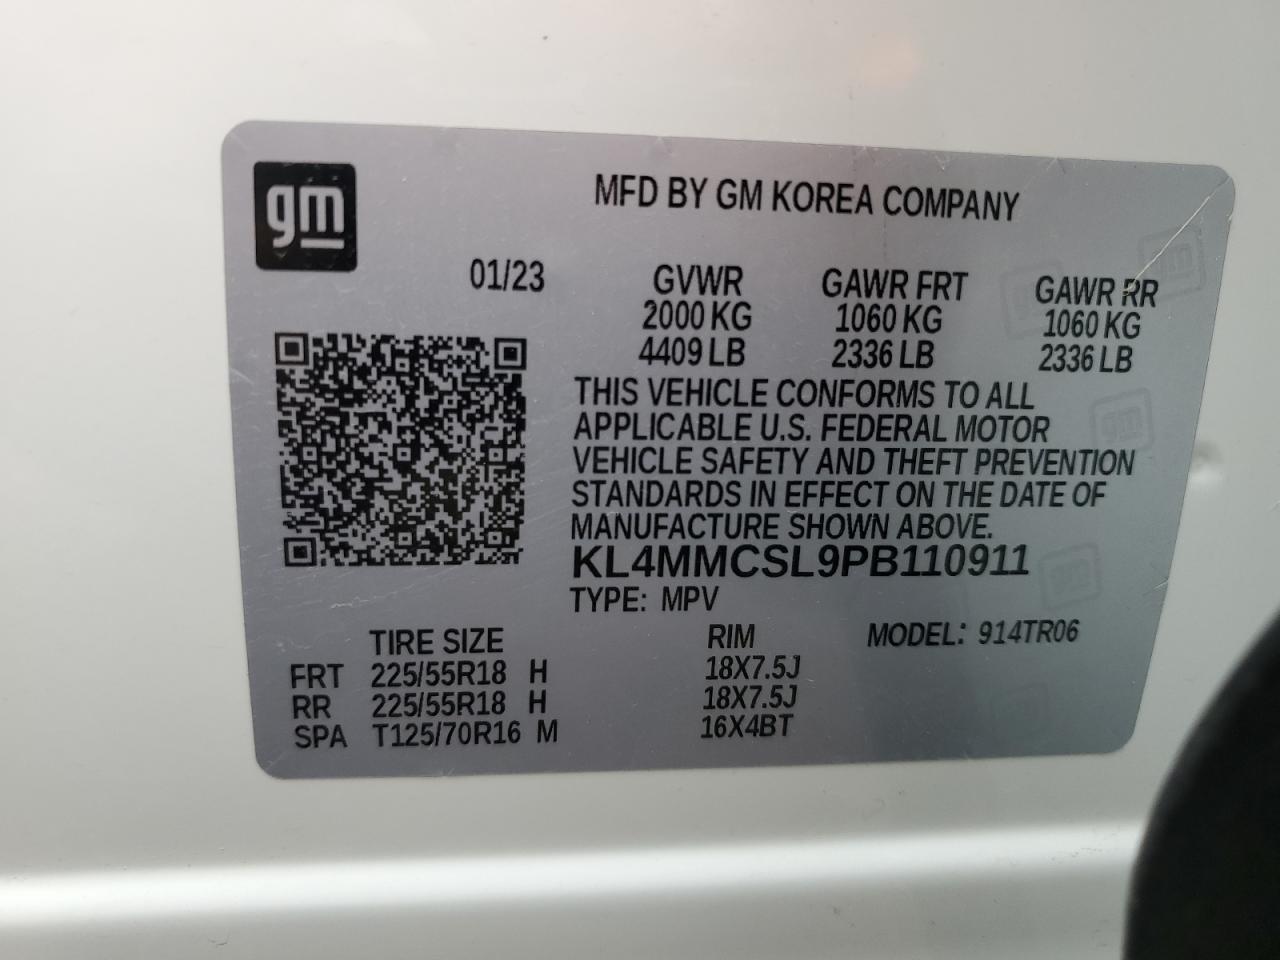 gm
MFD BY GM KOREA COMPANY
01/23
GVWR GAWR FRT GAWR RR
2000 KG 1060 KG 1060 KG
4409 LB 2336 LB 2336 LB
THIS VEHICLE CONFORMS TO ALL
APPLICABLE U.S. FEDERAL MOTOR
VEHICLE SAFETY AND THEFT PREVENTION
STANDARDS IN EFFECT ON THE DATE OF
MANUFACTURE SHOWN ABOVE.
KL4MMCSL9PB110911
TYPE: MPV
TIRE SIZE RIM MODEL: 914TR06
FRT 225/55R18 H 18X7.5J
RR 225/55R18 H 18X7.5J
SPA T125/70R16 M 16X4BT